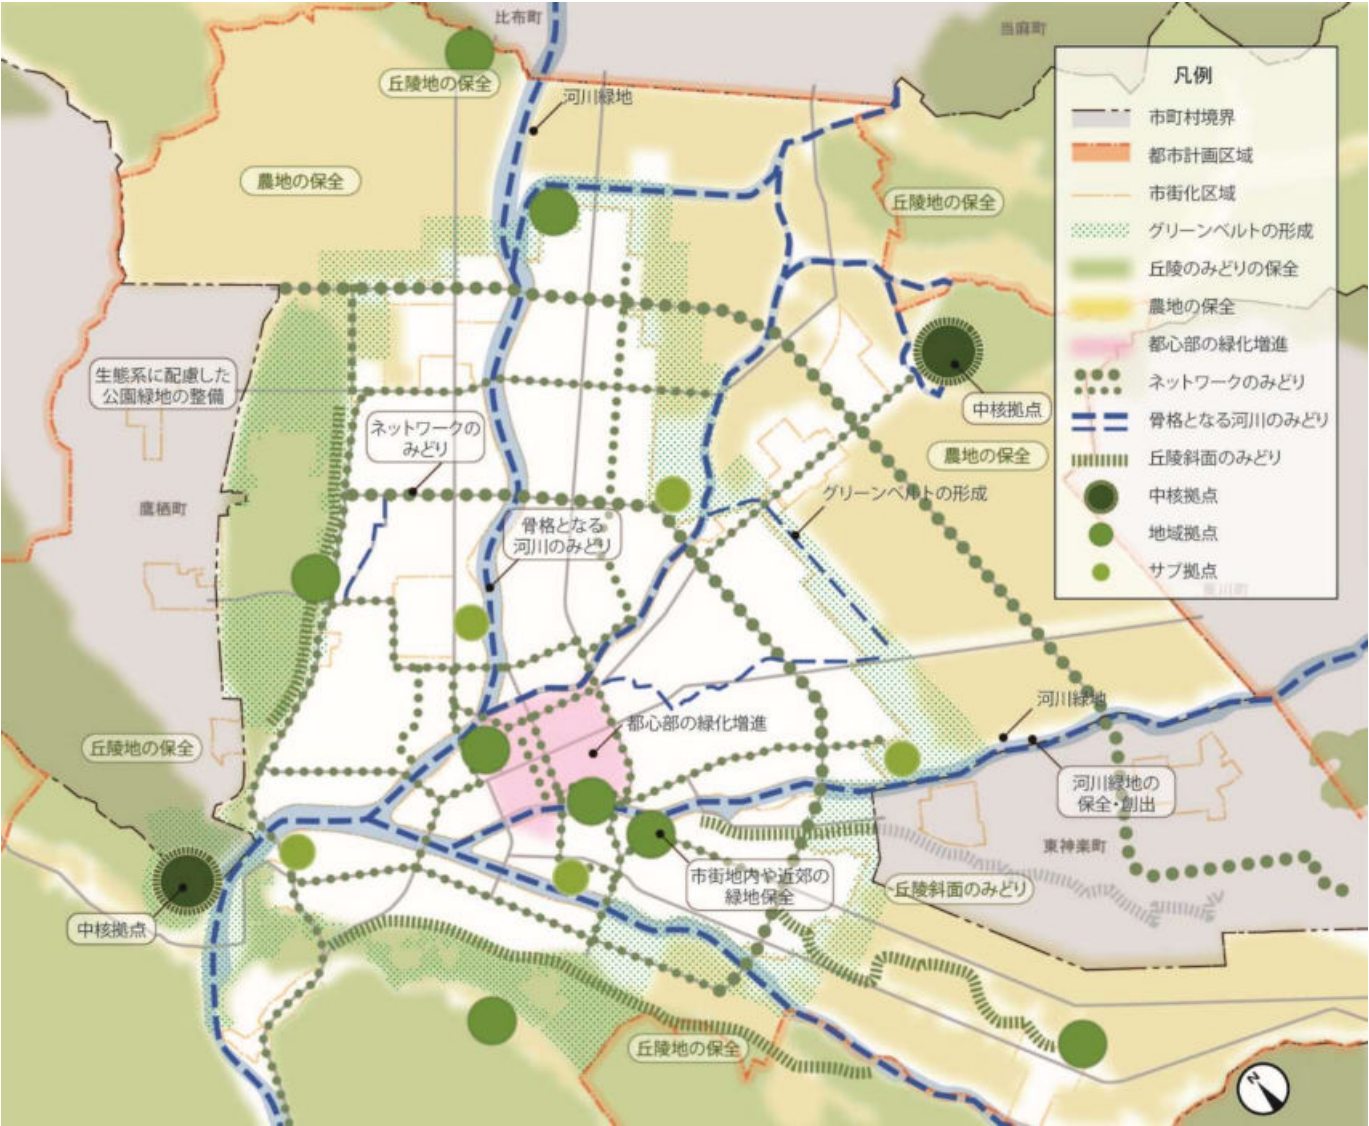 比布町
当麻町
丘陵地の保全
河川緑地
農地の保全
丘陵地の保全
生態系に配慮した
公園緑地の整備
ネットワークの
みどり
中核拠点
農地の保全
グリーンベルトの形成
鷹栖町
骨格となる
河川のみどり
丘陵地の保全
都心部の緑化増進
河川緑地
河川緑地の
保全・創出
東神楽町
市街地内や近郊の
緑地保全
丘陵斜面のみどり
中核拠点
丘陵地の保全
凡例
市町村境界
都市計画区域
市街化区域
グリーンベルトの形成
丘陵のみどりの保全
農地の保全
都心部の緑化増進
ネットワークのみどり
骨格となる河川のみどり
丘陵斜面のみどり
中核拠点
地域拠点
サブ拠点
東川町
N